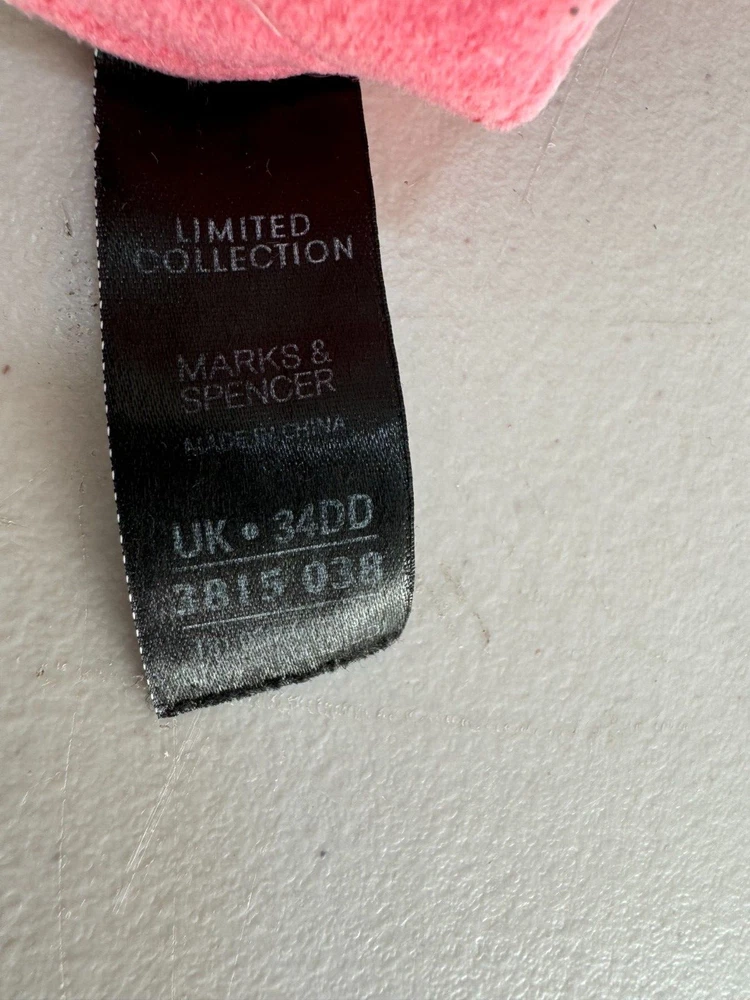 LIMITED
COLLECTION
MARKS &
SPENCER
MADE IN CHINA
UK • 34DD
3815 038